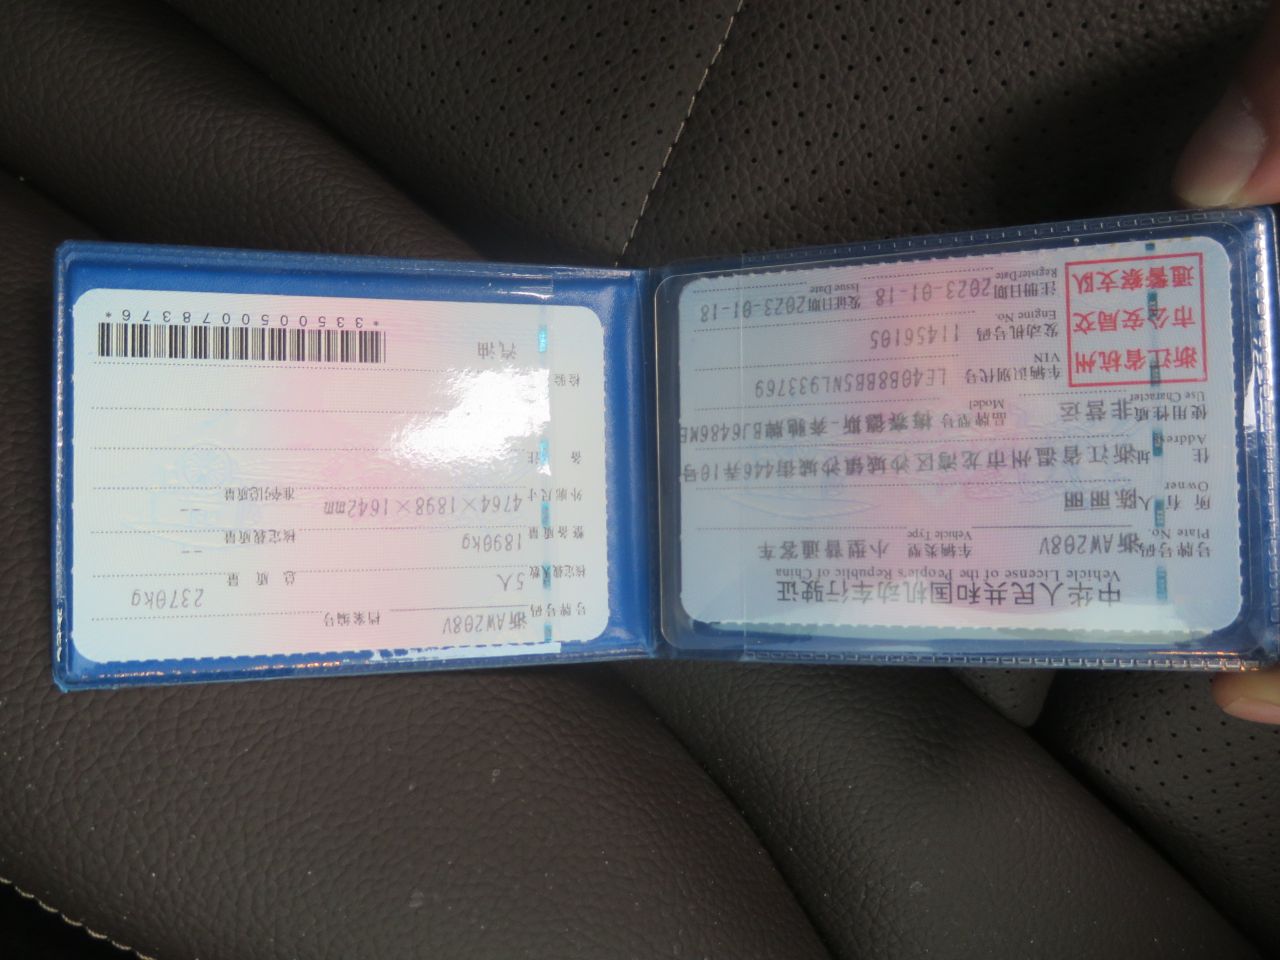 中华人民共和国机动车行驶证
Vehicle License of the People's Republic of China
号牌号码 浙AW208V 车辆类型 小型普通客车
Plate No. Vehicle Type
所有人 陈丽丽
Owner
住址 浙江省温州市龙湾区沙城镇沙城街446弄10号
Address
使用性质 非营运 品牌型号 梅赛德斯-奔驰牌BJ6486ME
Use Character Model
浙江省杭州
市公安局交
通警察支队
车辆识别代号 LE40B8BB5NL933769
VIN
发动机号码 11456105
Engine No.
注册日期 2023-01-18 发证日期 2023-01-18
Register Date Issue Date
号牌号码 浙AW208V 档案编号
核定载人数 5人 总质量 2370kg
整备质量 1890kg 核定载质量 --
外廓尺寸 4764×1898×1642mm 准牵引总质量 --
备注
检验
汽油
*3350050078376*